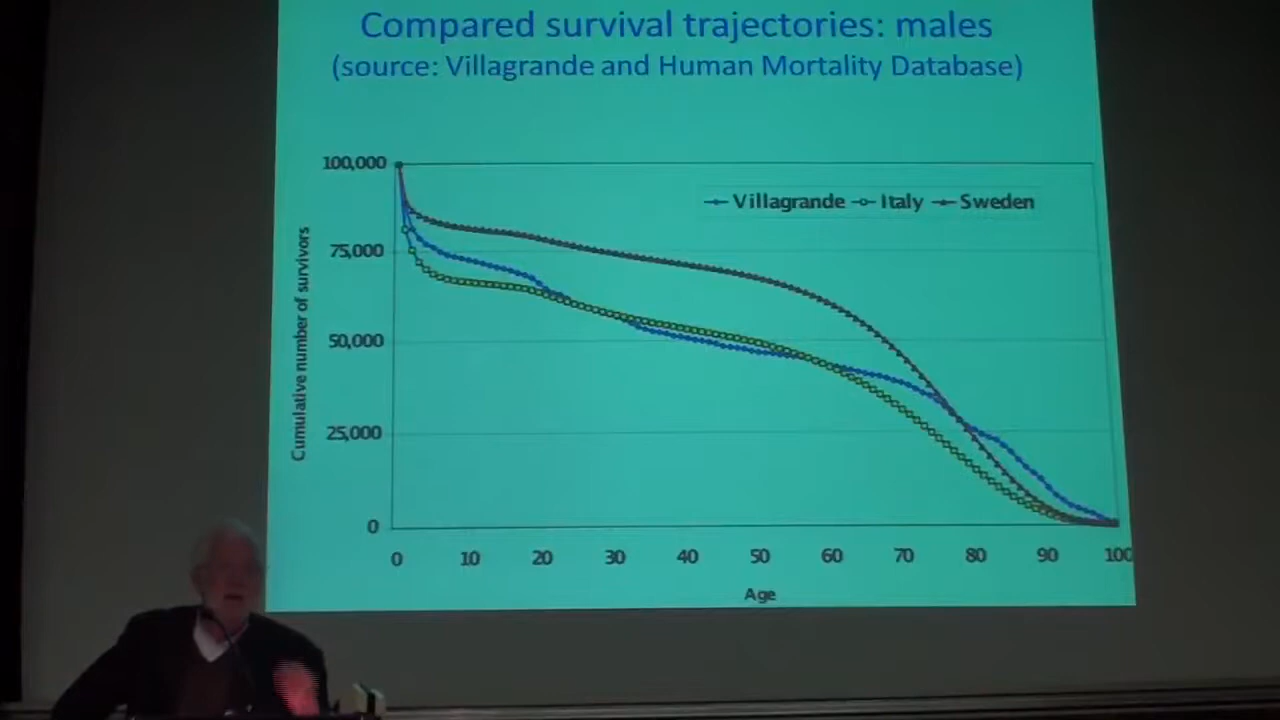 Compared survival trajectories: males
(source: Villagrande and Human Mortality Database)
100,000
75,000
50,000
25,000
0
Cumulative number of survivors
Villagrande Italy Sweden
0 10 20 30 40 50 60 70 80 90 100
Age